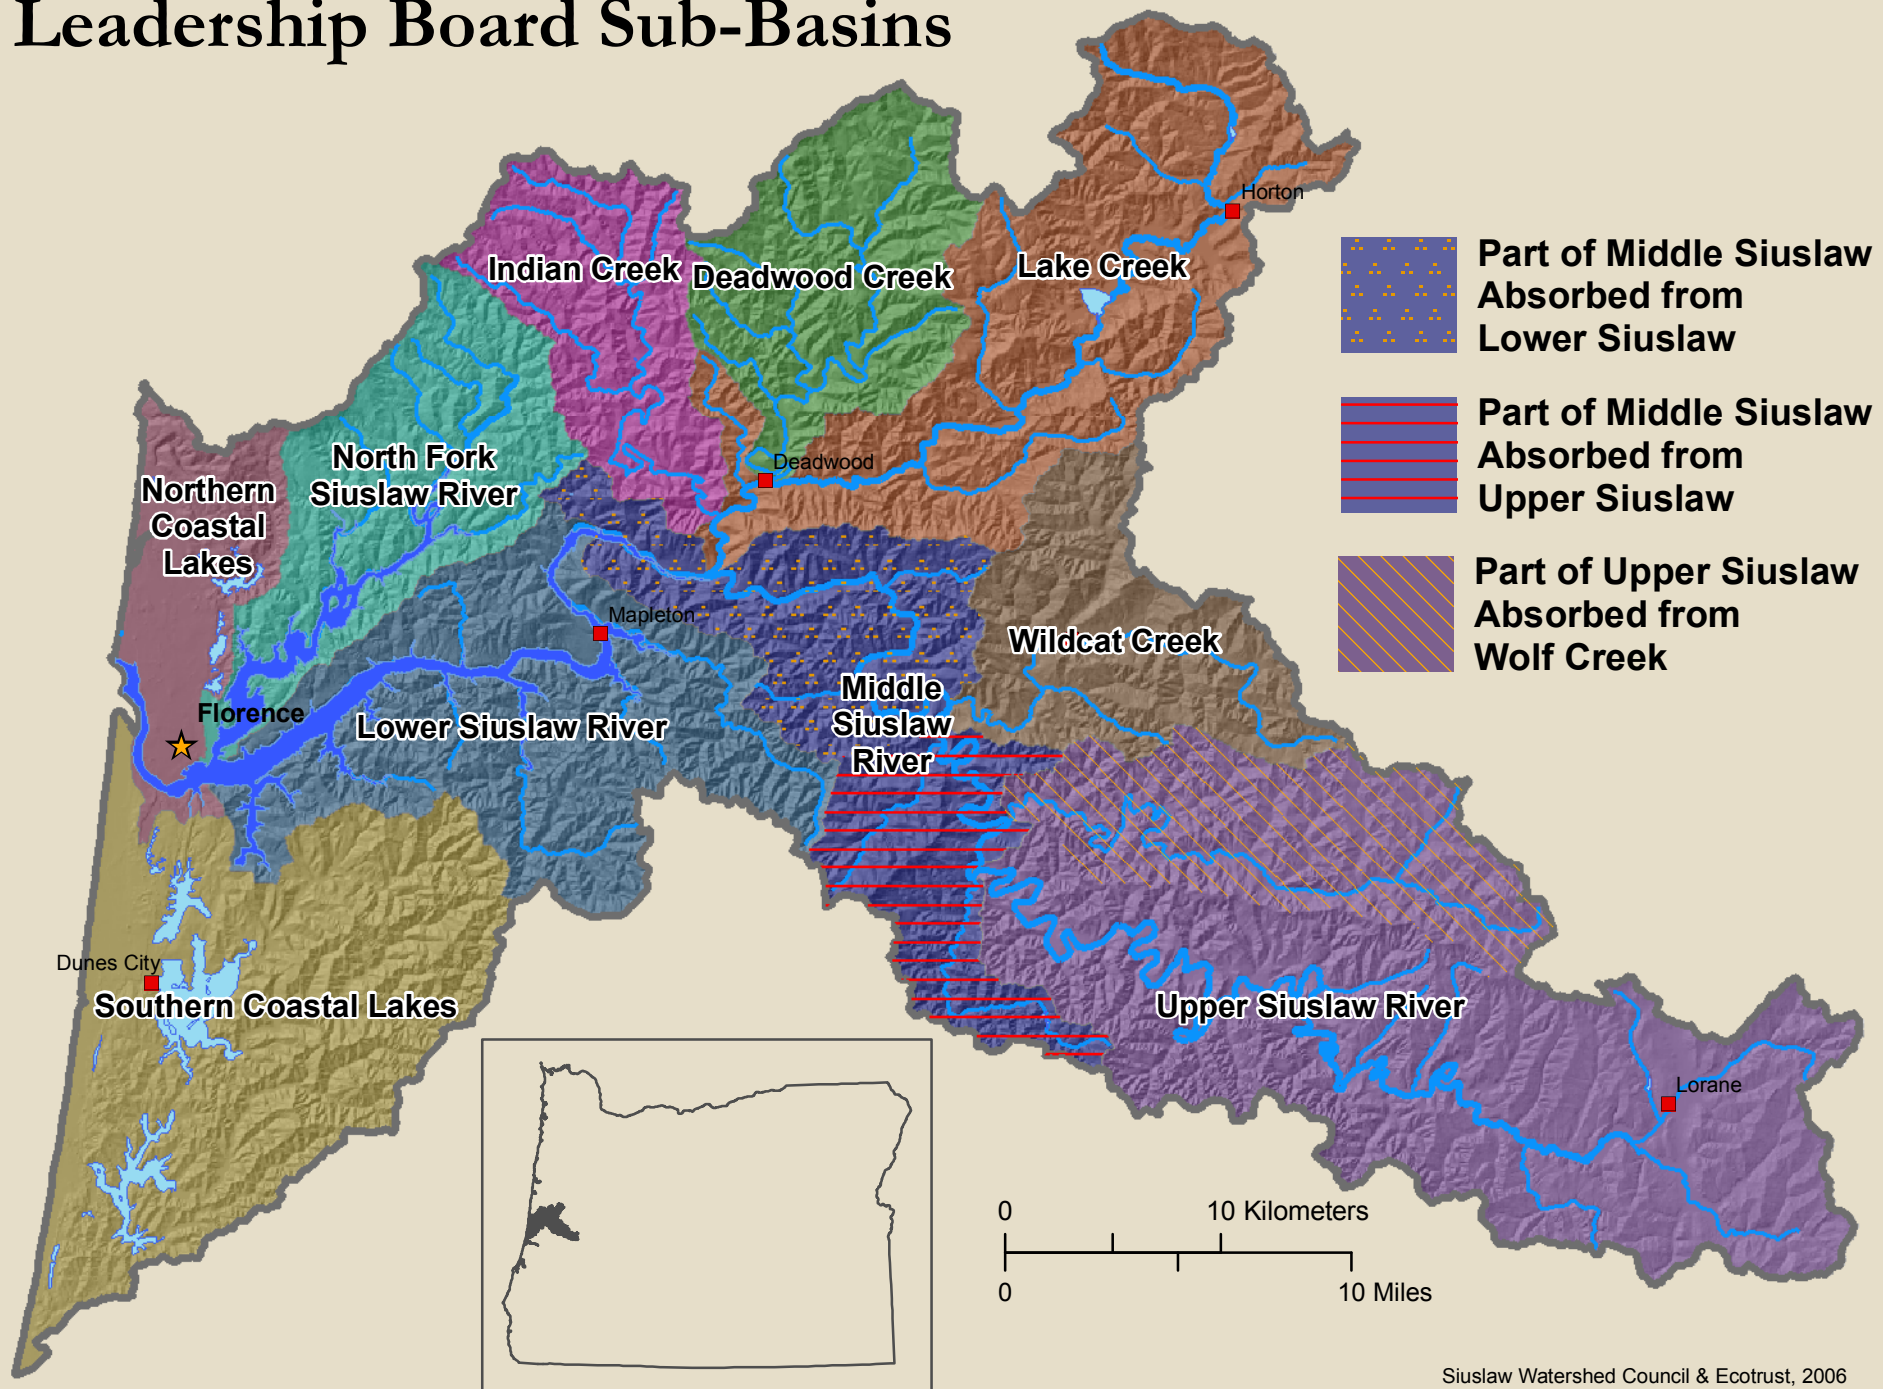 Leadership Board Sub-Basins
Horton
Indian Creek
Deadwood Creek
Lake Creek
Part of Middle Siuslaw
Absorbed from
Lower Siuslaw
Part of Middle Siuslaw
Absorbed from
Upper Siuslaw
Part of Upper Siuslaw
Absorbed from
Wolf Creek
North Fork
Siuslaw River
Deadwood
Northern
Coastal
Lakes
Mapleton
Wildcat Creek
Middle
Siuslaw
River
Florence
Lower Siuslaw River
Dunes City
Southern Coastal Lakes
Upper Siuslaw River
Lorane
0 10 Kilometers
0 10 Miles
Siuslaw Watershed Council & Ecotrust, 2006